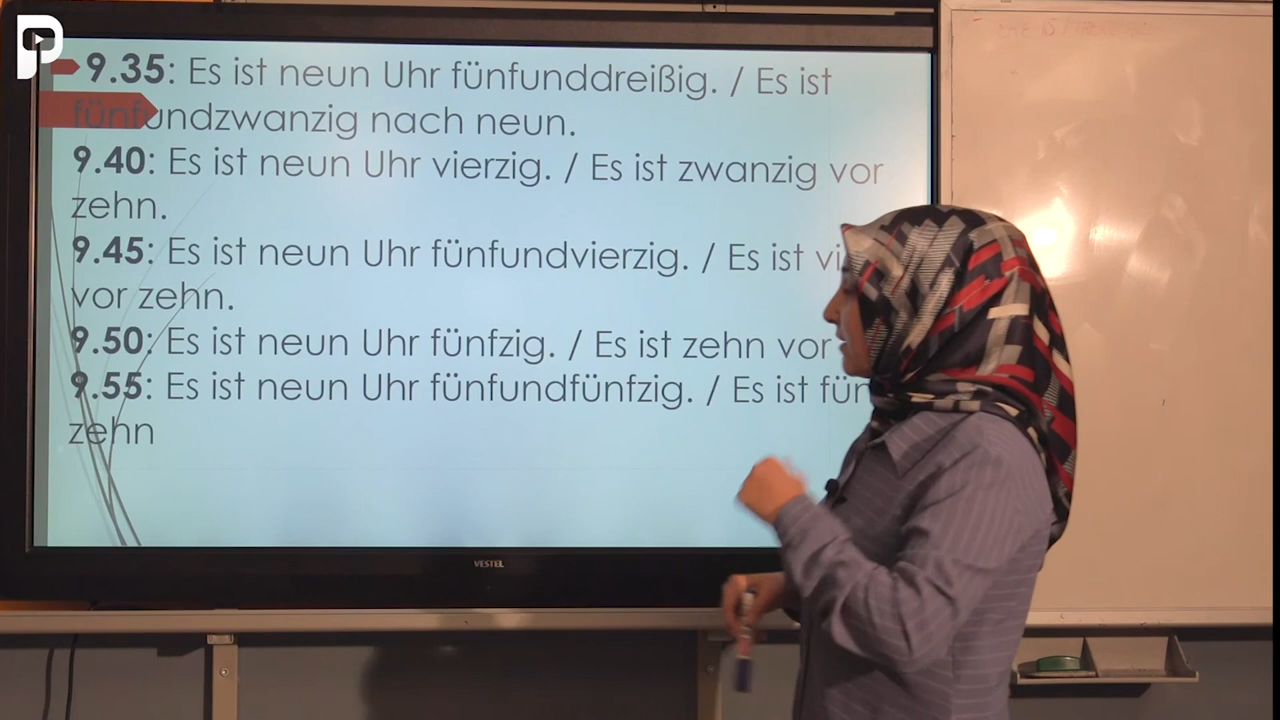 9.35: Es ist neun Uhr fünfunddreißig. / Es ist
fünfundzwanzig nach neun.
9.40: Es ist neun Uhr vierzig. / Es ist zwanzig vor
zehn.
9.45: Es ist neun Uhr fünfundvierzig. / Es ist
vor zehn.
9.50: Es ist neun Uhr fünfzig. / Es ist zehn vor
9.55: Es ist neun Uhr fünfundfünfzig. / Es ist
zehn
VESTEL